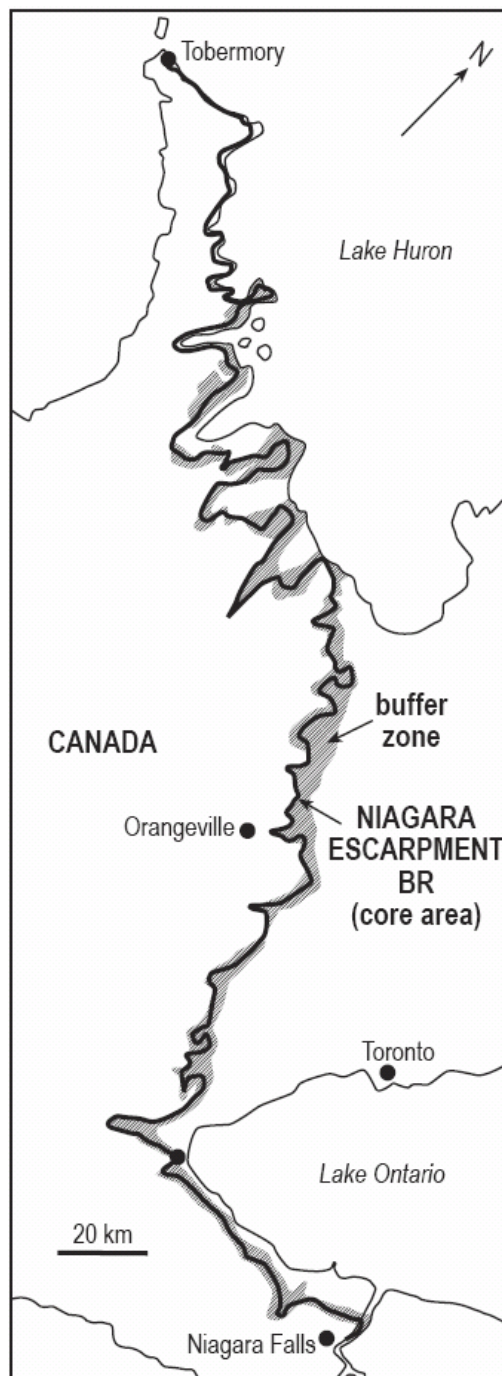 Tobermory
N
Lake Huron
buffer
zone
CANADA
Orangeville
NIAGARA
ESCARPMENT
BR
(core area)
Toronto
Lake Ontario
20 km
Niagara Falls